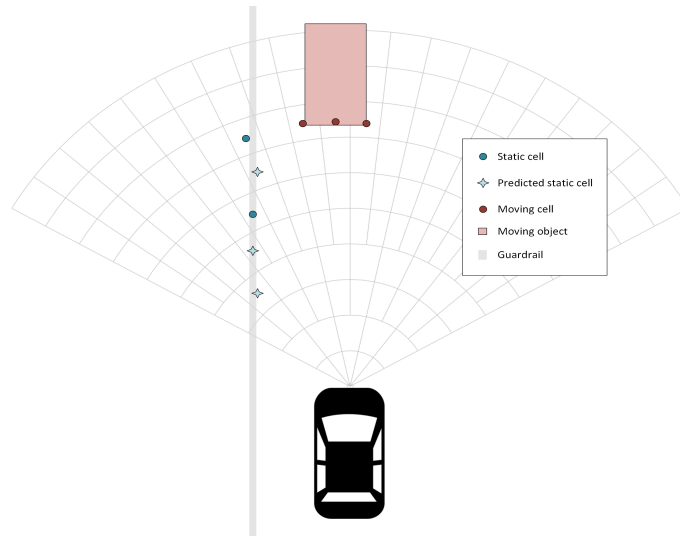 Static cell
Predicted static cell
Moving cell
Moving object
Guardrail